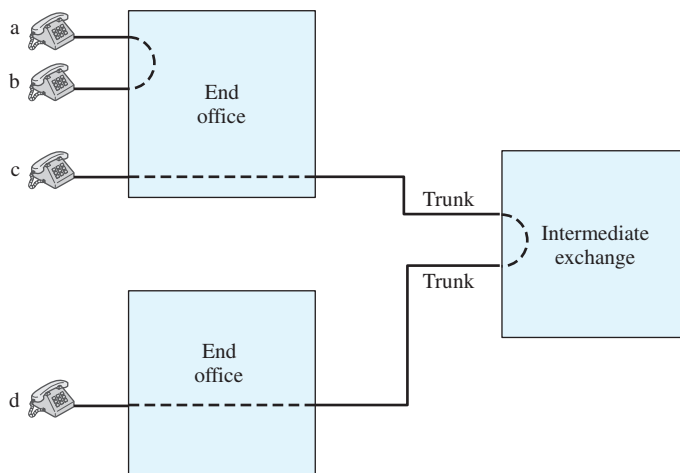 a
b
End
office
c
Trunk
Intermediate
exchange
Trunk
End
office
d